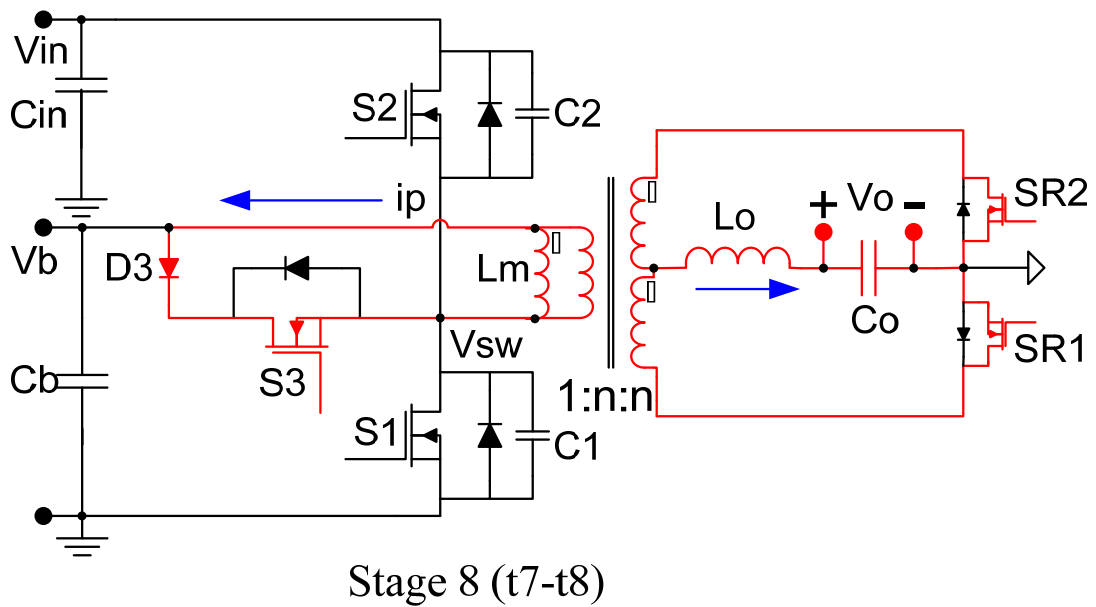 Vin
Cin
S2
C2
ip
Vb
D3
Lm
Vsw
S3
Cb
S1
C1
1:n:n
Lo
+ Vo -
Co
SR2
SR1
Stage 8 (t7-t8)